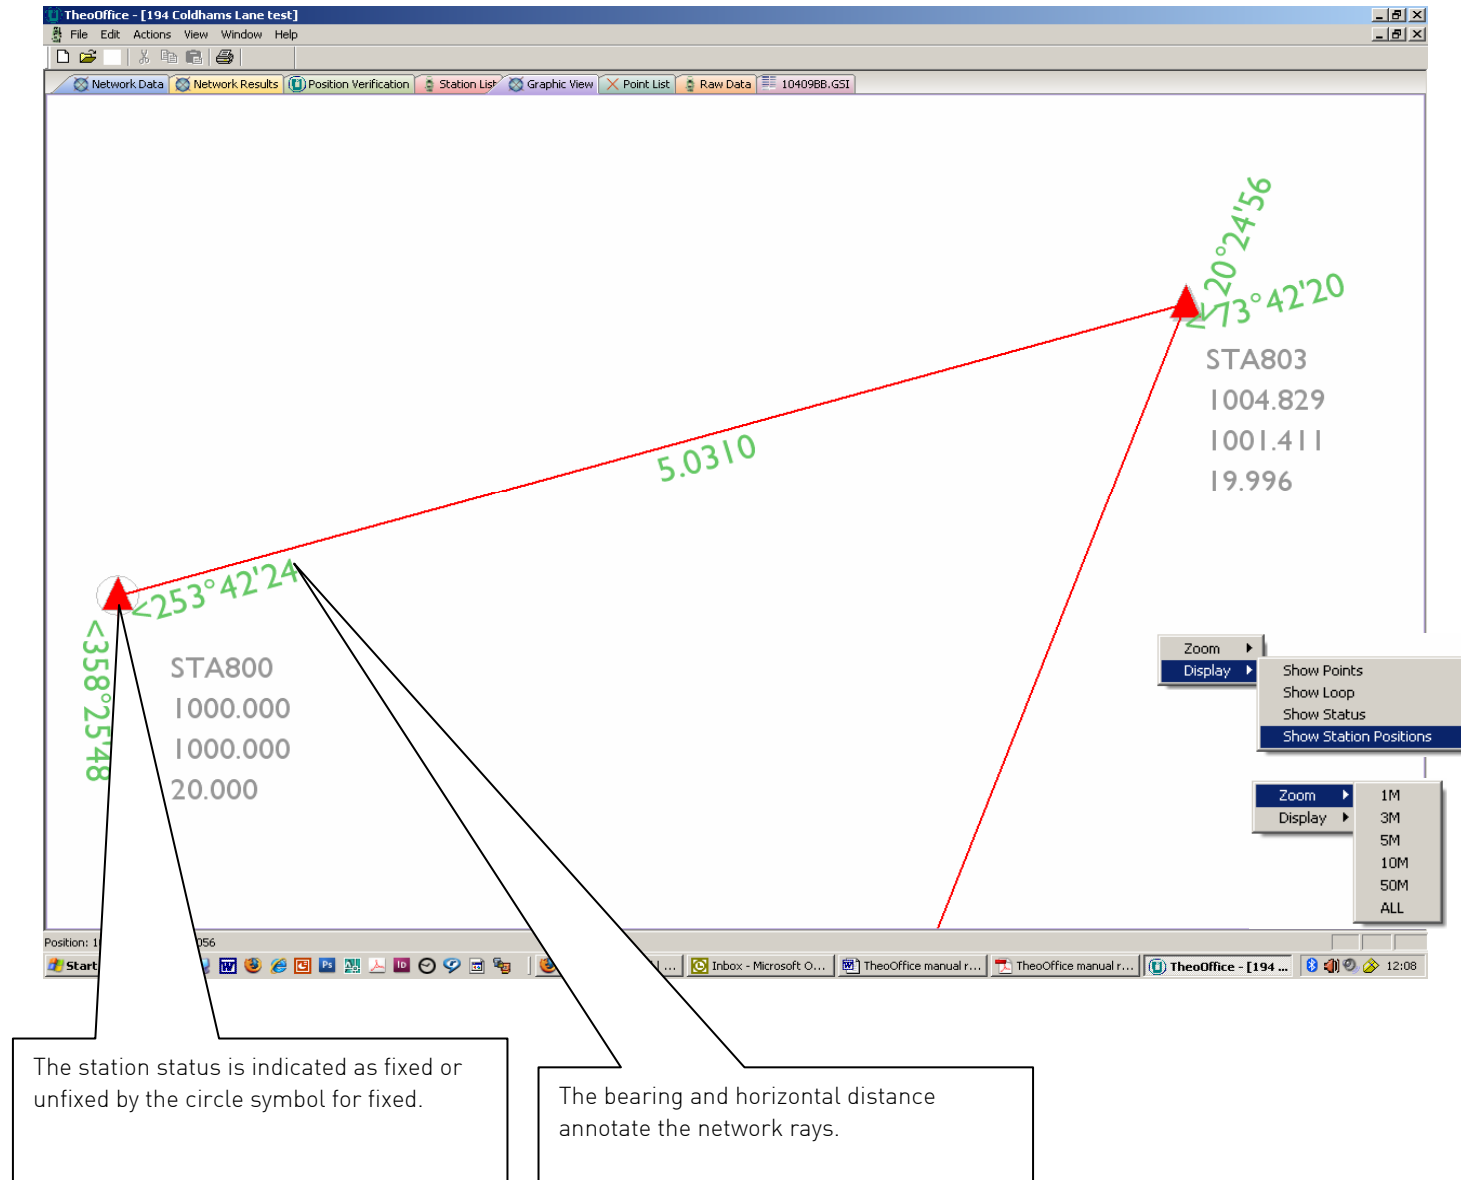 TheoOffice - [194 Coldhams Lane test]
File Edit Actions View Window Help
Network Data Network Results Position Verification Station List Graphic View Point List Raw Data 10409BB.GSI
20°24'56
<73°42'20
STA803
1004.829
1001.411
19.996
5.0310
<253°42'24
<358°25'48
STA800
1000.000
1000.000
20.000
Zoom
Display
Show Points
Show Loop
Show Status
Show Station Positions
Zoom
Display
1M
3M
5M
10M
50M
ALL
Position: 1 056
Start ... Inbox - Microsoft O... TheoOffice manual r... TheoOffice manual r... TheoOffice - [194 ... 12:08
The station status is indicated as fixed or
unfixed by the circle symbol for fixed.
The bearing and horizontal distance
annotate the network rays.